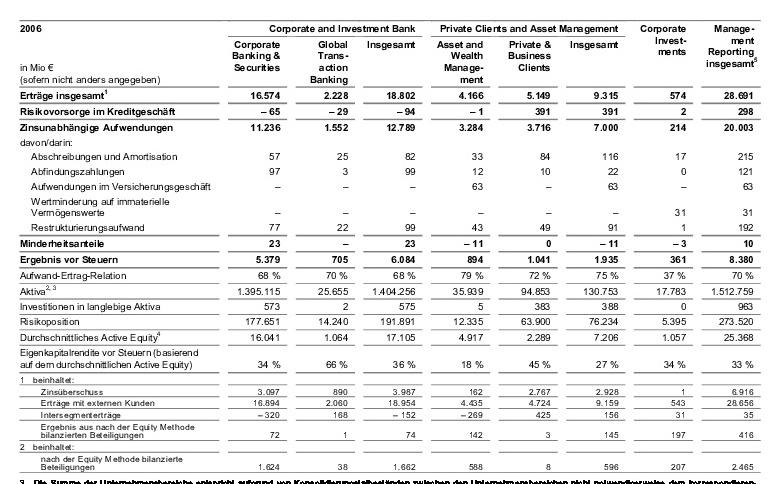 2006 Corporate and Investment Bank Private Clients and Asset Management Corporate Invest-ments Manage-ment Reporting insgesamt5
in Mio € (sofern nicht anders angegeben) Corporate Banking & Securities Global Trans-action Banking Insgesamt Asset and Wealth Manage-ment Private & Business Clients Insgesamt
Erträge insgesamt1 16.574 2.228 18.802 4.166 5.149 9.315 574 28.691
Risikovorsorge im Kreditgeschäft – 65 – 29 – 94 – 1 391 391 2 298
Zinsunabhängige Aufwendungen 11.236 1.552 12.789 3.284 3.716 7.000 214 20.003
davon/darin:
Abschreibungen und Amortisation 57 25 82 33 84 116 17 215
Abfindungszahlungen 97 3 99 12 10 22 0 121
Aufwendungen im Versicherungsgeschäft – – – 63 – 63 – 63
Wertminderung auf immaterielle
Vermögenswerte – – – – – – 31 31
Restrukturierungsaufwand 77 22 99 43 49 91 1 192
Minderheitsanteile 23 – 23 – 11 0 – 11 – 3 10
Ergebnis vor Steuern 5.379 705 6.084 894 1.041 1.935 361 8.380
Aufwand-Ertrag-Relation 68 % 70 % 68 % 79 % 72 % 75 % 37 % 70 %
Aktiva2, 3 1.395.115 25.655 1.404.256 35.939 94.853 130.753 17.783 1.512.759
Investitionen in langlebige Aktiva 573 2 575 5 383 388 0 963
Risikoposition 177.651 14.240 191.891 12.335 63.900 76.234 5.395 273.520
Durchschnittliches Active Equity4 16.041 1.064 17.105 4.917 2.289 7.206 1.057 25.368
Eigenkapitalrendite vor Steuern (basierend
auf dem durchschnittlichen Active Equity) 34 % 66 % 36 % 18 % 45 % 27 % 34 % 33 %
1 beinhaltet:
Zinsüberschuss 3.097 890 3.987 162 2.767 2.928 1 6.916
Erträge mit externen Kunden 16.894 2.060 18.954 4.435 4.724 9.159 543 28.656
Intersegmenterträge – 320 168 – 152 – 269 425 156 31 35
Ergebnis aus nach der Equity Methode
bilanzierten Beteiligungen 72 1 74 142 3 145 197 416
2 beinhaltet:
nach der Equity Methode bilanzierte
Beteiligungen 1.624 38 1.662 588 8 596 207 2.465